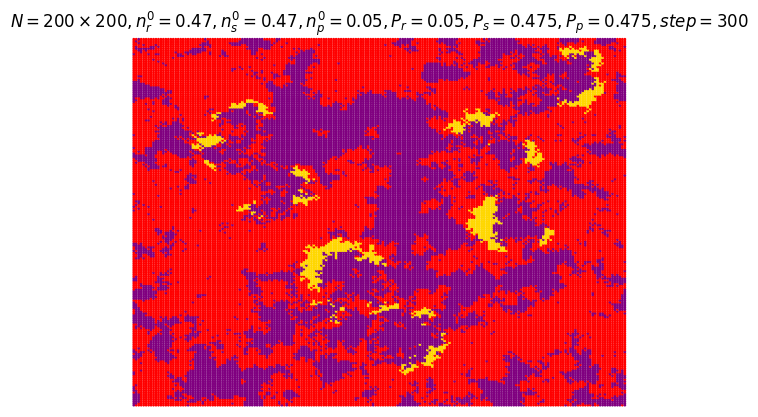 $N = 200 \times 200, n_r^0 = 0.47, n_s^0 = 0.47, n_p^0 = 0.05, P_r = 0.05, P_s = 0.475, P_p = 0.475, step = 300$